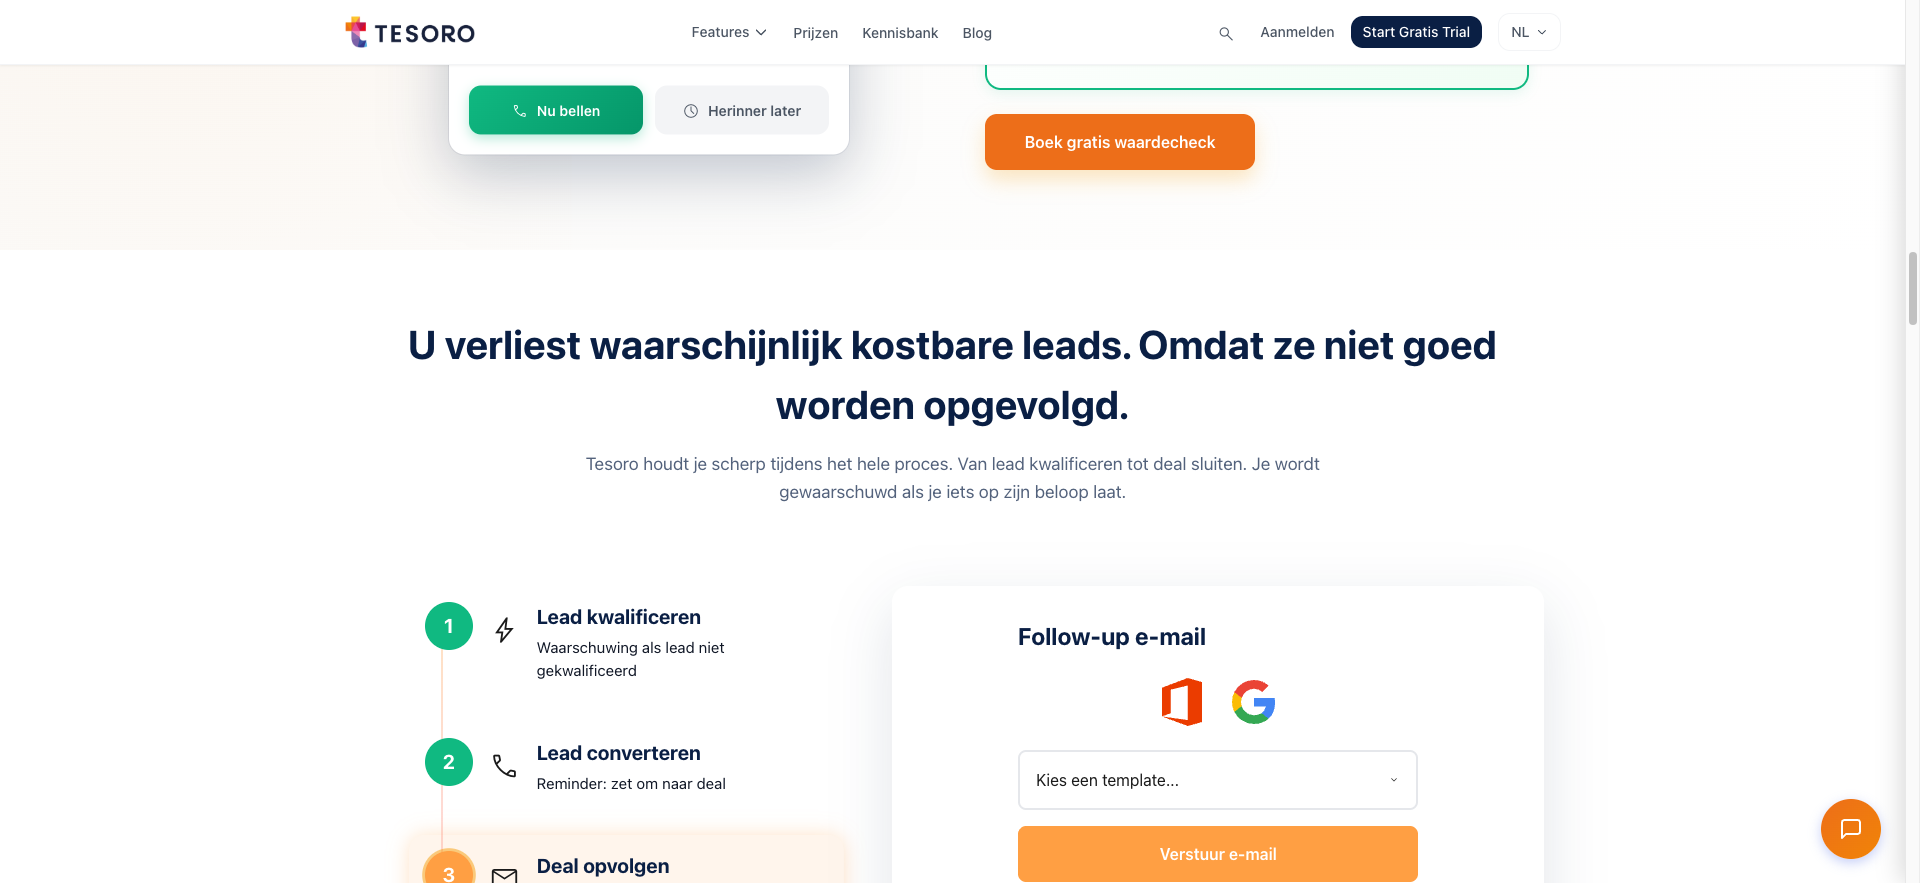 TESORO
Features
Prijzen
Kennisbank
Blog
Aanmelden
Start Gratis Trial
NL
Nu bellen
Herinner later
Boek gratis waardecheck
U verliest waarschijnlijk kostbare leads. Omdat ze niet goed
worden opgevolgd.
Tesoro houdt je scherp tijdens het hele proces. Van lead kwalificeren tot deal sluiten. Je wordt
gewaarschuwd als je iets op zijn beloop laat.
1
Lead kwalificeren
Waarschuwing als lead niet
gekwalificeerd
2
Lead converteren
Reminder: zet om naar deal
3
Deal opvolgen
Follow-up e-mail
Kies een template...
Verstuur e-mail